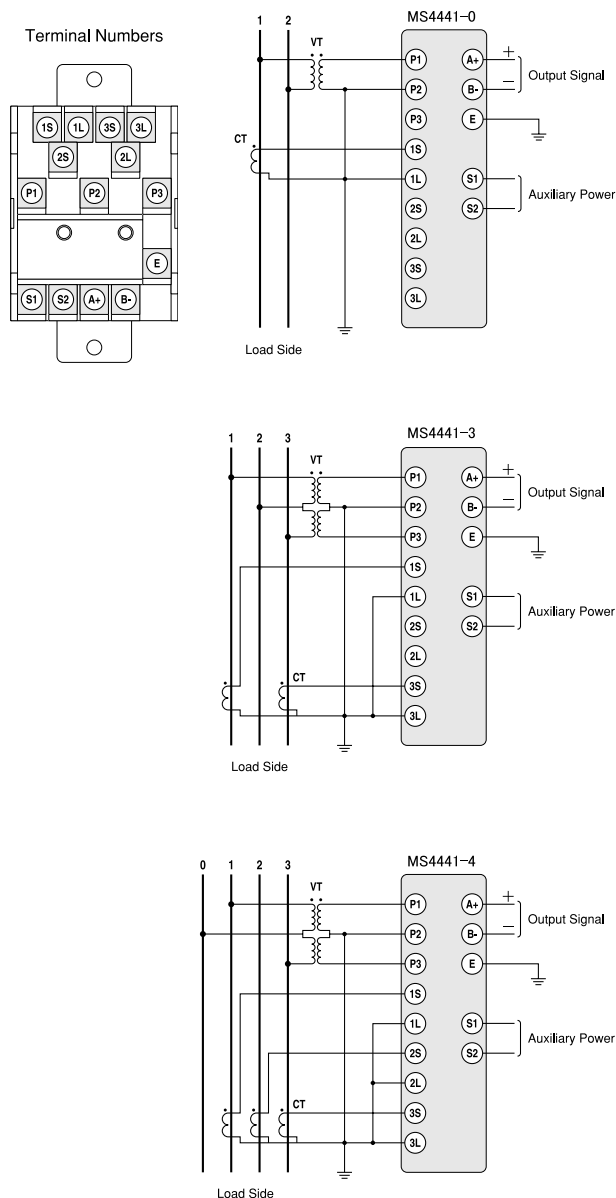 Terminal Numbers
1S 1L 3S 3L
2S 2L
P1 P2 P3
E
S1 S2 A+ B-
MS4441-0
1 2
VT
CT
P1 A+ + Output Signal
P2 B- −
P3 E
1S
1L S1 Auxiliary Power
2S S2
2L
3S
3L
Load Side
MS4441-3
1 2 3
VT
P1 A+ + Output Signal
P2 B- −
P3 E
1S
1L S1 Auxiliary Power
2S S2
2L
CT
3S
3L
Load Side
MS4441-4
0 1 2 3
VT
P1 A+ + Output Signal
P2 B- −
P3 E
1S
1L S1 Auxiliary Power
2S S2
2L
CT
3S
3L
Load Side